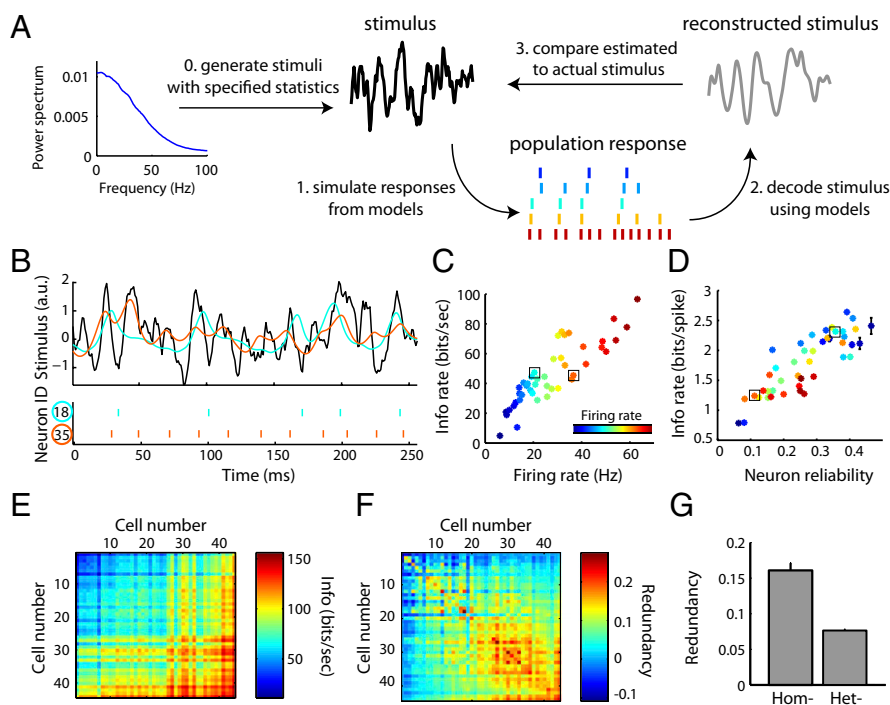 A
stimulus
reconstructed stimulus
0. generate stimuli
with specified statistics
3. compare estimated
to actual stimulus
Power spectrum
0.01
0.005
0
0 50 100
Frequency (Hz)
1. simulate responses
from models
population response
2. decode stimulus
using models
B
Stimulus (a.u.)
2
1
0
−1
Neuron ID
18
35
0 50 100 150 200 250
Time (ms)
C
Info rate (bits/sec)
100
80
60
40
20
0
0 20 40 60
Firing rate
Firing rate (Hz)
D
Info rate (bits/spike)
3
2.5
2
1.5
1
0.5
0 0.1 0.2 0.3 0.4
Neuron reliability
E
Cell number
10 20 30 40
Cell number
10
20
30
40
150
100
50
Info (bits/sec)
F
Cell number
10 20 30 40
Cell number
10
20
30
40
0.2
0.1
0
-0.1
Redundancy
G
Redundancy
0.2
0.15
0.1
0.05
0
Hom- Het-